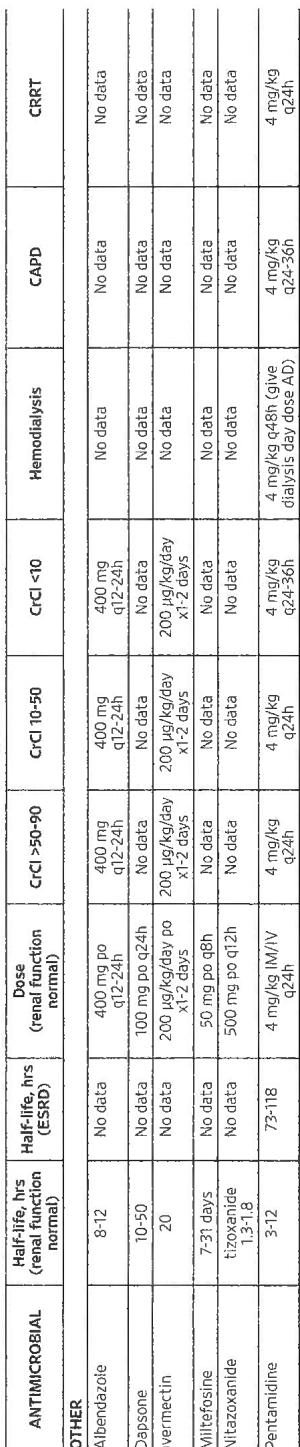 ANTIMICROBIAL
Half-life, hrs
(renal function
normal)
Half-life, hrs
(ESRD)
Dose
(renal function
normal)
CrCl >50-90
CrCl 10-50
CrCl <10
Hemodialysis
CAPD
CRRT
OTHER
Albendazole
8-12
No data
400 mg po
q12-24h
400 mg
q12-24h
400 mg
q12-24h
400 mg
q12-24h
No data
No data
No data
Dapsone
10-50
No data
100 mg po q24h
No data
No data
No data
No data
No data
No data
Ivermectin
20
No data
200 µg/kg/day po
x1-2 days
200 µg/kg/day
x1-2 days
200 µg/kg/day
x1-2 days
200 µg/kg/day
x1-2 days
No data
No data
No data
Miltefosine
7-31 days
No data
50 mg po q8h
No data
No data
No data
No data
No data
No data
Nitazoxanide
tizoxanide
1.3-1.8
No data
500 mg po q12h
No data
No data
No data
No data
No data
No data
Pentamidine
3-12
73-118
4 mg/kg IM/IV
q24h
4 mg/kg
q24h
4 mg/kg
q24h
4 mg/kg
q24-36h
4 mg/kg q48h (give
dialysis day dose AD)
4 mg/kg
q24-36h
4 mg/kg
q24h